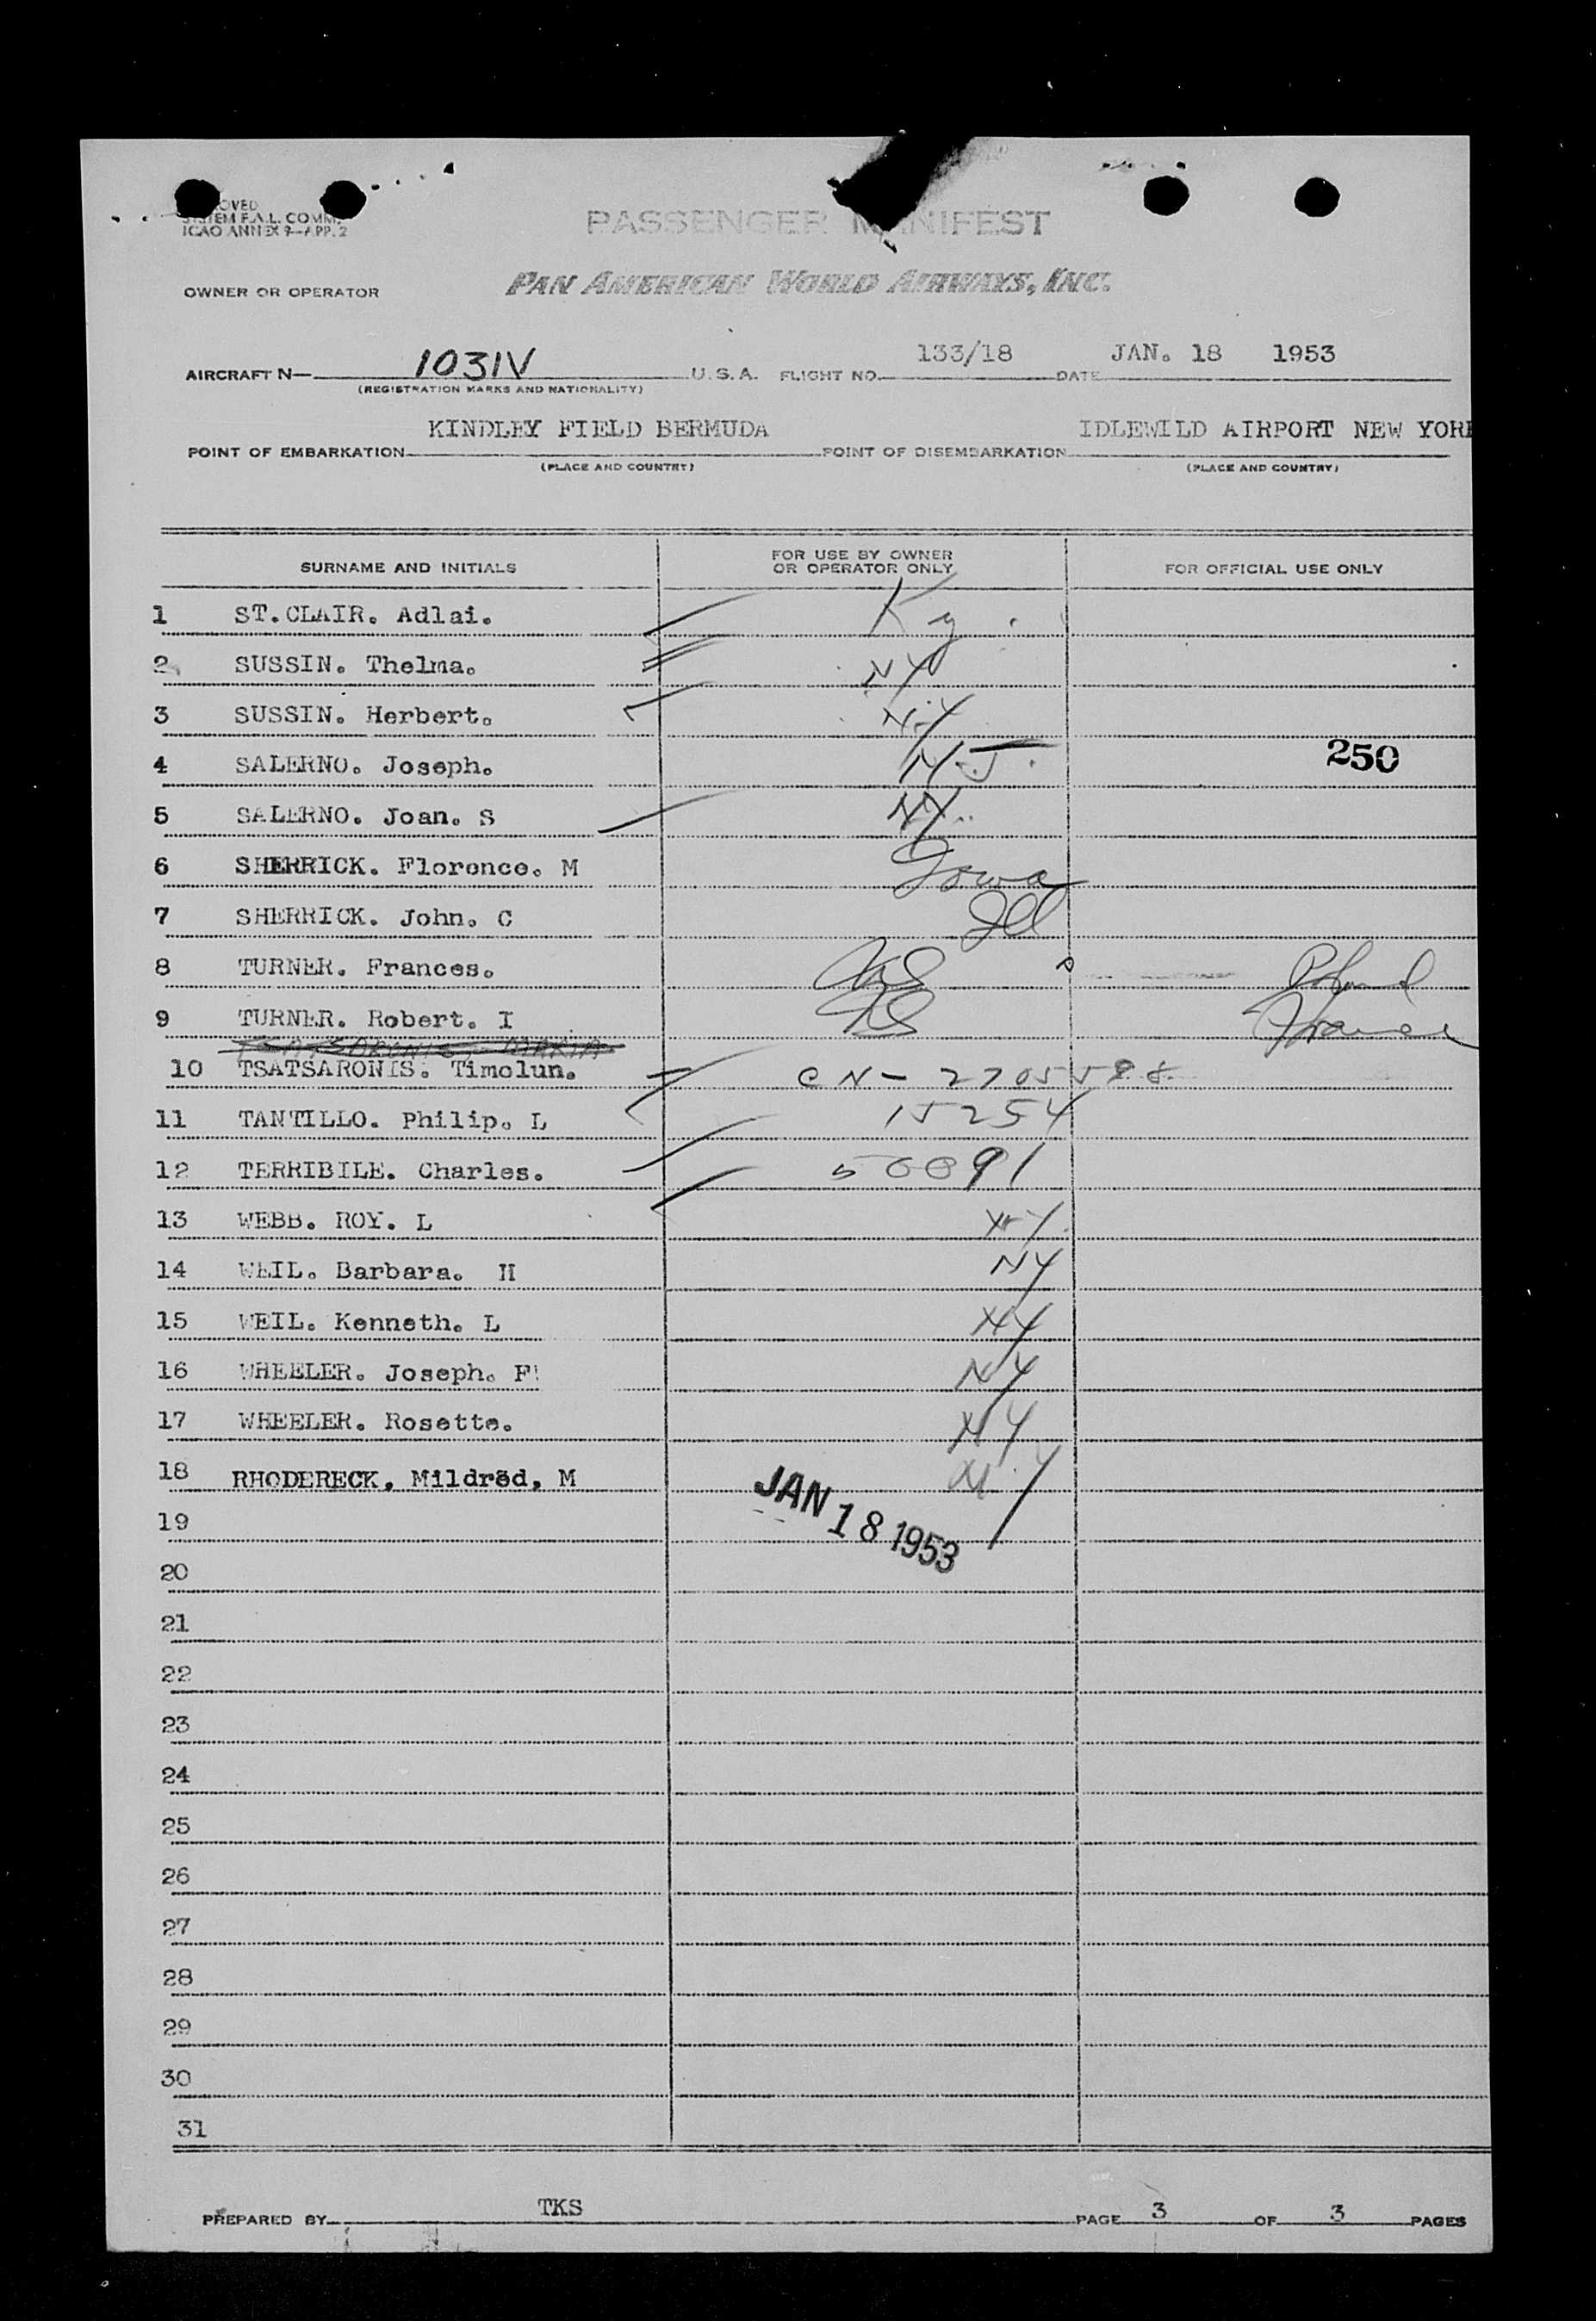 OVED
STEM F.A.L. COMM.
ICAO ANNEX 9—APP. 2
PASSENGER MANIFEST
OWNER OR OPERATOR PAN AMERICAN WORLD AIRWAYS, INC.
AIRCRAFT N— 1031V U.S.A. FLIGHT NO. 133/18 DATE JAN. 18 1953
(REGISTRATION MARKS AND NATIONALITY)
POINT OF EMBARKATION KINDLEY FIELD BERMUDA POINT OF DISEMBARKATION IDLEWILD AIRPORT NEW YORK
(PLACE AND COUNTRY) (PLACE AND COUNTRY)
SURNAME AND INITIALS FOR USE BY OWNER OR OPERATOR ONLY FOR OFFICIAL USE ONLY
1 ST.CLAIR. Adlai. Ky.
2 SUSSIN. Thelma. NY
3 SUSSIN. Herbert. N.Y
4 SALERNO. Joseph. N.J. 250
5 SALERNO. Joan. S NY
6 SHERRICK. Florence. M Iowa
7 SHERRICK. John. C Ill
8 TURNER. Frances. Poland
9 TURNER. Robert. I France
10 TSATSARONIS. Timolun. CN- 2705598
11 TANTILLO. Philip. L 15254
12 TERRIBILE. Charles. 56891
13 WEBB. ROY. L NY
14 WEIL. Barbara. H NY
15 WEIL. Kenneth. L NY
16 WHEELER. Joseph. F NY
17 WHEELER. Rosette. NY
18 RHODERECK, Mildred, M N.Y
JAN 18 1953
19
20
21
22
23
24
25
26
27
28
29
30
31
PREPARED BY TKS PAGE 3 OF 3 PAGES